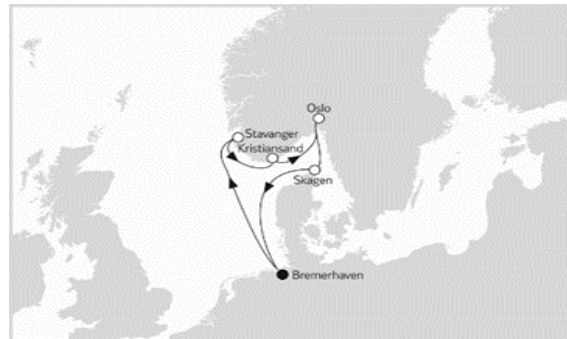 Oslo
Stavanger
Kristiansand
Skagen
Bremerhaven